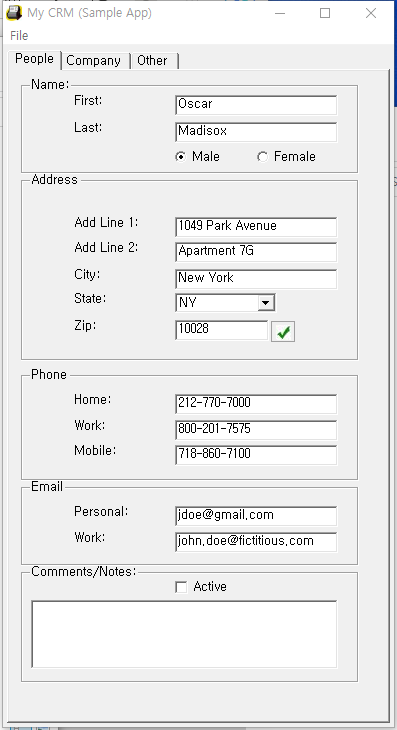 My CRM (Sample App)
File
People Company Other
Name:
First: Oscar
Last: Madisox
Male Female
Address
Add Line 1: 1049 Park Avenue
Add Line 2: Apartment 7G
City: New York
State: NY
Zip: 10028
Phone
Home: 212-770-7000
Work: 800-201-7575
Mobile: 718-860-7100
Email
Personal: jdoe@gmail.com
Work: john.doe@fictitious.com
Comments/Notes:
Active